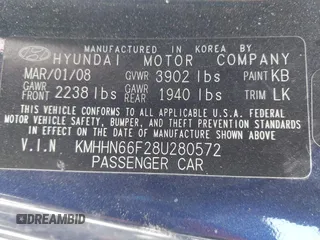 MANUFACTURED IN KOREA BY
HYUNDAI MOTOR COMPANY
MAR/01/08 GVWR 3902 lbs PAINT KB
GAWR FRONT 2238 lbs GAWR REAR 1940 lbs TRIM LK
THIS VEHICLE CONFORMS TO ALL APPLICABLE U.S.A FEDERAL
MOTOR VEHICLE SAFETY, BUMPER, AND THEFT PREVENTION
STANDARDS IN EFFECT ON THE DATE OF MANUFACTURE SHOWN
ABOVE.
V.I.N KMHHN66F28U280572
PASSENGER CAR
DREAMBID